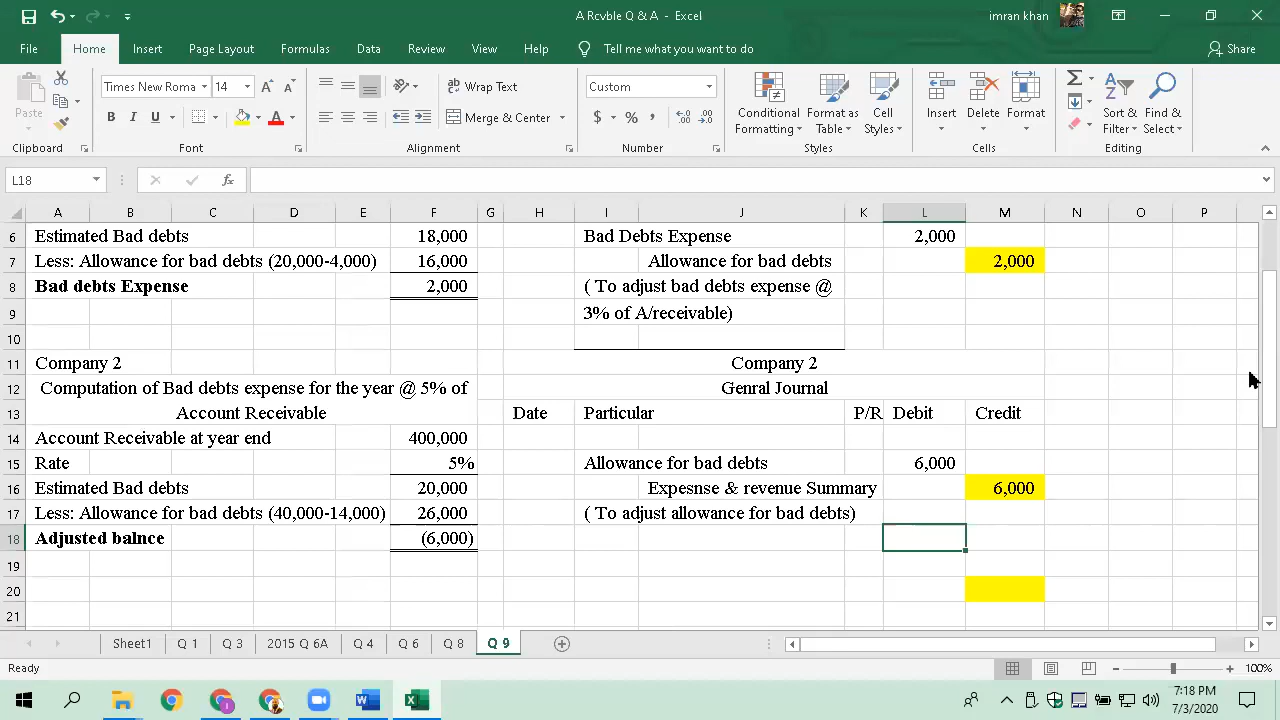 A Rcvble Q & A - Excel
imran khan
File Home Insert Page Layout Formulas Data Review View Help Tell me what you want to do Share
Paste
Times New Roma 14
B I U A
Wrap Text
Merge & Center
Custom
$ % ,
Conditional Formatting
Format as Table
Cell Styles
Insert Delete Format
Sort & Filter
Find & Select
Clipboard Font Alignment Number Styles Cells Editing
L18 fx
A B C D E F G H I J K L M N O P
6 Estimated Bad debts 18,000 Bad Debts Expense 2,000
7 Less: Allowance for bad debts (20,000-4,000) 16,000 Allowance for bad debts 2,000
8 Bad debts Expense 2,000 ( To adjust bad debts expense @
9 3% of A/receivable)
10
11 Company 2 Company 2
12 Computation of Bad debts expense for the year @ 5% of Genral Journal
13 Account Receivable Date Particular P/R Debit Credit
14 Account Receivable at year end 400,000
15 Rate 5% Allowance for bad debts 6,000
16 Estimated Bad debts 20,000 Expesnse & revenue Summary 6,000
17 Less: Allowance for bad debts (40,000-14,000) 26,000 ( To adjust allowance for bad debts)
18 Adjusted balnce (6,000)
19
20
21
Sheet1 Q 1 Q 3 2015 Q 6A Q 4 Q 6 Q 8 Q 9
Ready 100%
7:18 PM
7/3/2020